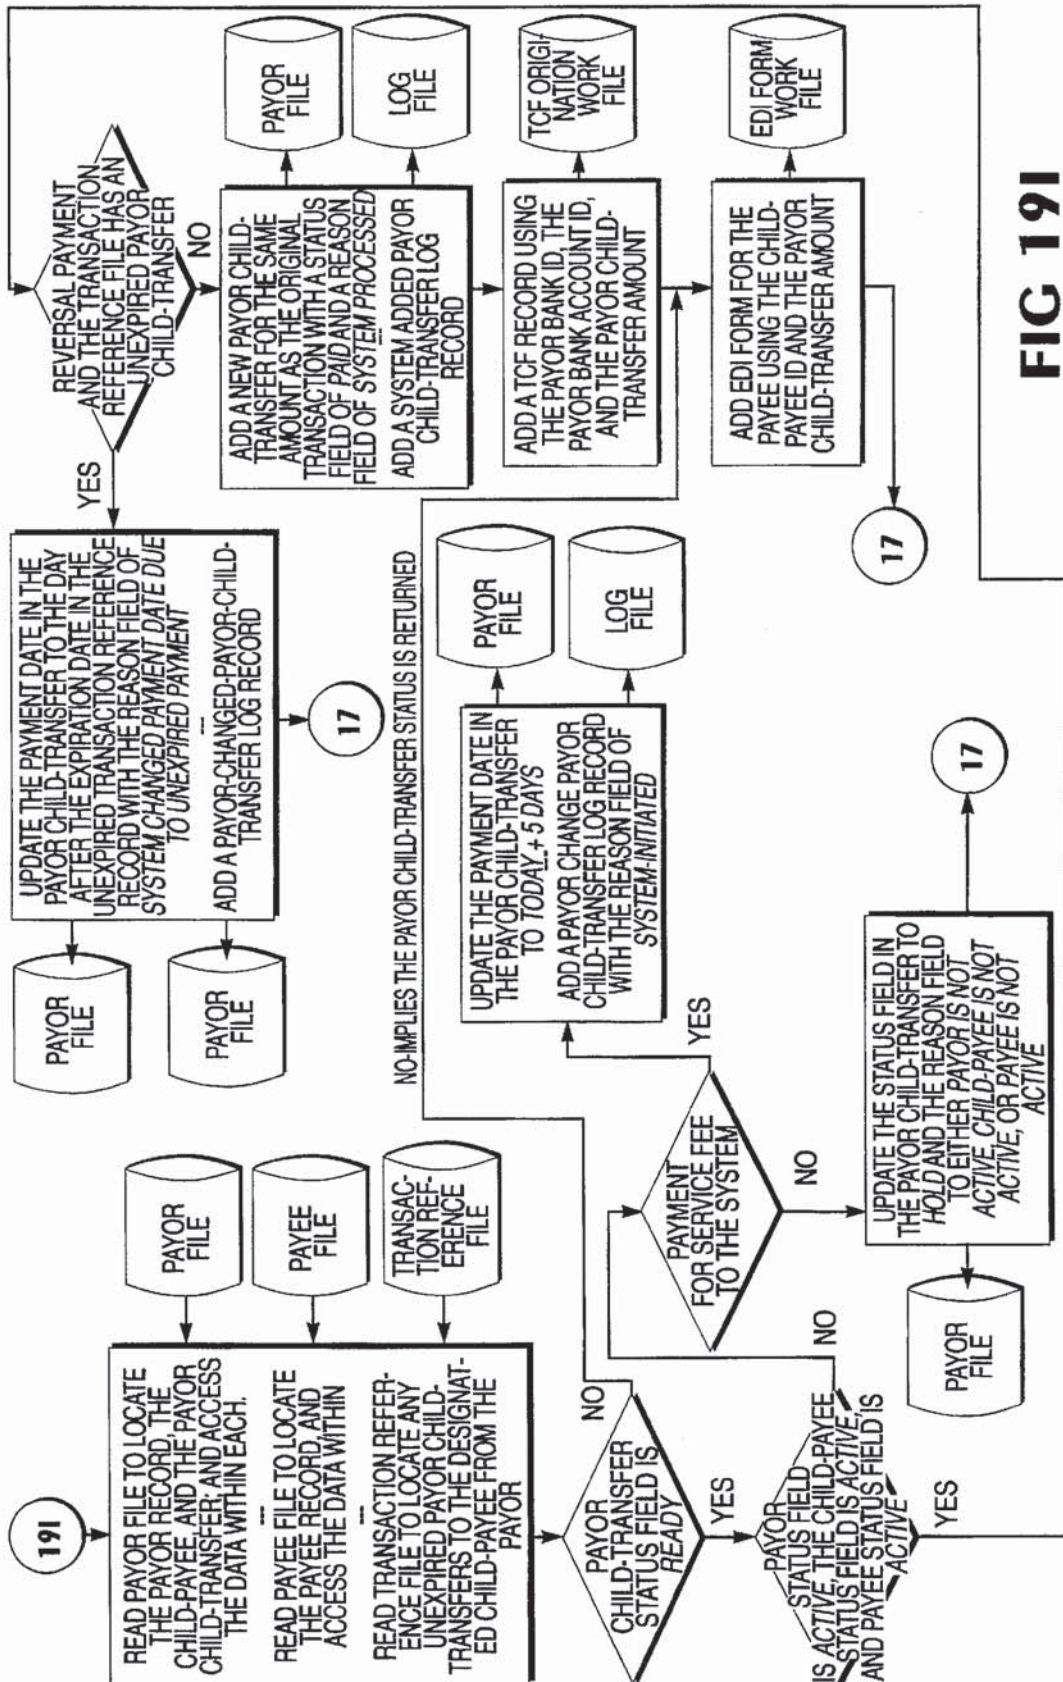 19I
READ PAYOR FILE TO LOCATE
THE PAYOR RECORD, THE
CHILD-PAYEE, AND THE PAYOR
CHILD-TRANSFER, AND ACCESS
THE DATA WITHIN EACH.
READ PAYEE FILE TO LOCATE
THE PAYEE RECORD, AND
ACCESS THE DATA WITHIN
READ TRANSACTION REFER-
ENCE FILE TO LOCATE ANY
UNEXPIRED PAYOR CHILD-
TRANSFERS TO THE DESIGNAT-
ED CHILD-PAYEE FROM THE
PAYOR
PAYOR
FILE
PAYEE
FILE
TRANSAC-
TION REF-
ERENCE
FILE
PAYOR
CHILD-TRANSFER
STATUS FIELD IS
READY
NO
YES
NO-IMPLIES THE PAYOR CHILD-TRANSFER STATUS IS RETURNED
PAYOR
STATUS FIELD
IS ACTIVE, THE CHILD-PAYEE
STATUS FIELD IS ACTIVE,
AND PAYEE STATUS FIELD IS
ACTIVE
NO
YES
PAYMENT
FOR SERVICE FEE
TO THE SYSTEM
YES
NO
UPDATE THE PAYMENT DATE IN
THE PAYOR CHILD-TRANSFER
TO TODAY + 5 DAYS
ADD A PAYOR CHANGE PAYOR
CHILD-TRANSFER LOG RECORD
WITH THE REASON FIELD OF
SYSTEM-INITIATED
PAYOR
FILE
LOG
FILE
UPDATE THE STATUS FIELD IN
THE PAYOR CHILD-TRANSFER TO
HOLD AND THE REASON FIELD
TO EITHER PAYOR IS NOT
ACTIVE, CHILD-PAYEE IS NOT
ACTIVE, OR PAYEE IS NOT
ACTIVE
PAYOR
FILE
17
REVERSAL PAYMENT
AND THE TRANSACTION
REFERENCE FILE HAS AN
UNEXPIRED PAYOR
CHILD-TRANSFER
YES
NO
UPDATE THE PAYMENT DATE IN THE
PAYOR CHILD-TRANSFER TO THE DAY
AFTER THE EXPIRATION DATE IN THE
UNEXPIRED TRANSACTION REFERENCE
RECORD WITH THE REASON FIELD OF
SYSTEM CHANGED PAYMENT DATE DUE
TO UNEXPIRED PAYMENT
ADD A PAYOR-CHANGED-PAYOR-CHILD-
TRANSFER LOG RECORD
PAYOR
FILE
PAYOR
FILE
17
ADD A NEW PAYOR CHILD-
TRANSFER FOR THE SAME
AMOUNT AS THE ORIGINAL
TRANSACTION WITH A STATUS
FIELD OF PAID AND A REASON
FIELD OF SYSTEM PROCESSED
ADD A SYSTEM ADDED PAYOR
CHILD-TRANSFER LOG
RECORD
PAYOR
FILE
LOG
FILE
ADD A TCF RECORD USING
THE PAYOR BANK ID, THE
PAYOR BANK ACCOUNT ID,
AND THE PAYOR CHILD-
TRANSFER AMOUNT
TCF ORIGI-
NATION
WORK
FILE
ADD EDI FORM FOR THE
PAYEE USING THE CHILD-
PAYEE ID AND THE PAYOR
CHILD-TRANSFER AMOUNT
EDI FORM
WORK
FILE
17
FIG 19I